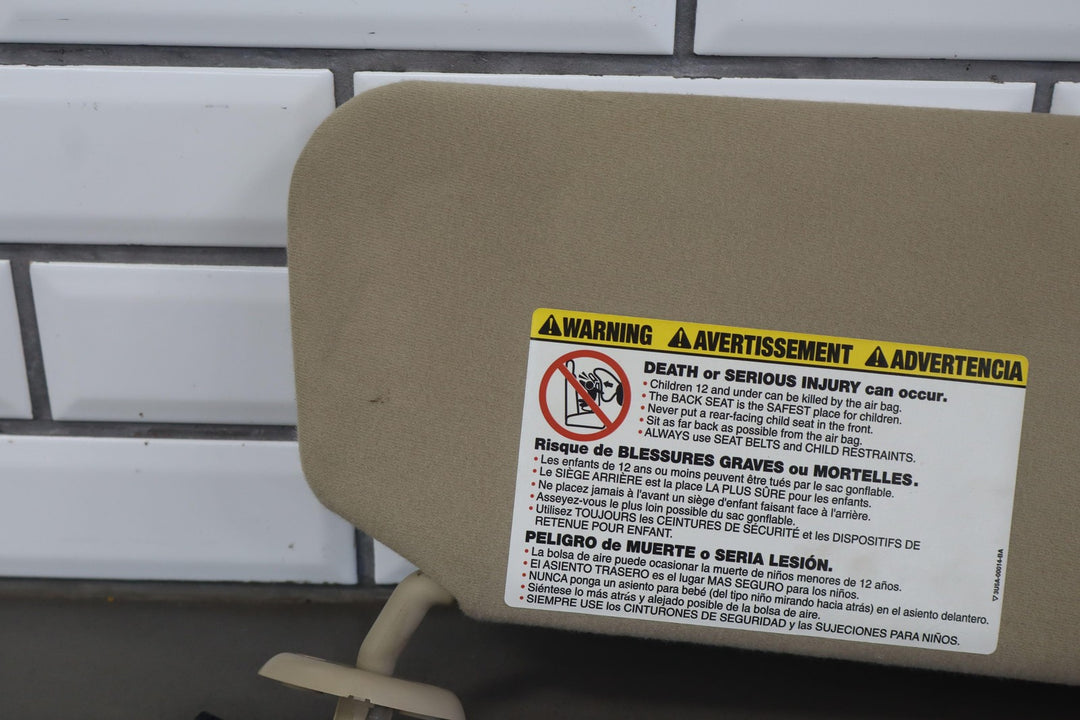 WARNING AVERTISSEMENT ADVERTENCIA
DEATH or SERIOUS INJURY can occur.
• Children 12 and under can be killed by the air bag.
• The BACK SEAT is the SAFEST place for children.
• Never put a rear-facing child seat in the front.
• Sit as far back as possible from the air bag.
• ALWAYS use SEAT BELTS and CHILD RESTRAINTS.
Risque de BLESSURES GRAVES ou MORTELLES.
• Les enfants de 12 ans ou moins peuvent être tués par le sac gonflable.
• Le SIÈGE ARRIÈRE est la place LA PLUS SÛRE pour les enfants.
• Ne placez jamais à l'avant un siège d'enfant faisant face à l'arrière.
• Asseyez-vous le plus loin possible du sac gonflable.
• Utilisez TOUJOURS les CEINTURES DE SÉCURITÉ et les DISPOSITIFS DE
RETENUE POUR ENFANT.
PELIGRO de MUERTE o SERIA LESIÓN.
• La bolsa de aire puede ocasionar la muerte de niños menores de 12 años.
• El ASIENTO TRASERO es el lugar MAS SEGURO para los niños.
• NUNCA ponga un asiento para bebé (del tipo niño mirando hacia atrás) en el asiento delantero.
• Siéntese lo más atrás y alejado posible de la bolsa de aire.
• SIEMPRE USE los CINTURONES DE SEGURIDAD y las SUJECIONES PARA NIÑOS.